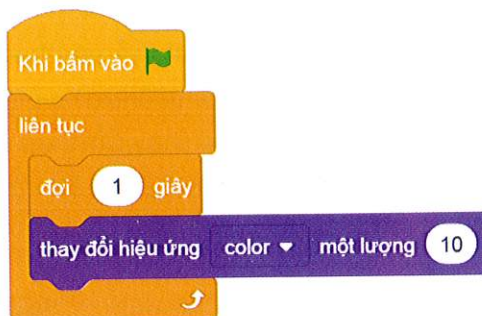 Khi bấm vào
liên tục
đợi 1 giây
thay đổi hiệu ứng color một lượng 10